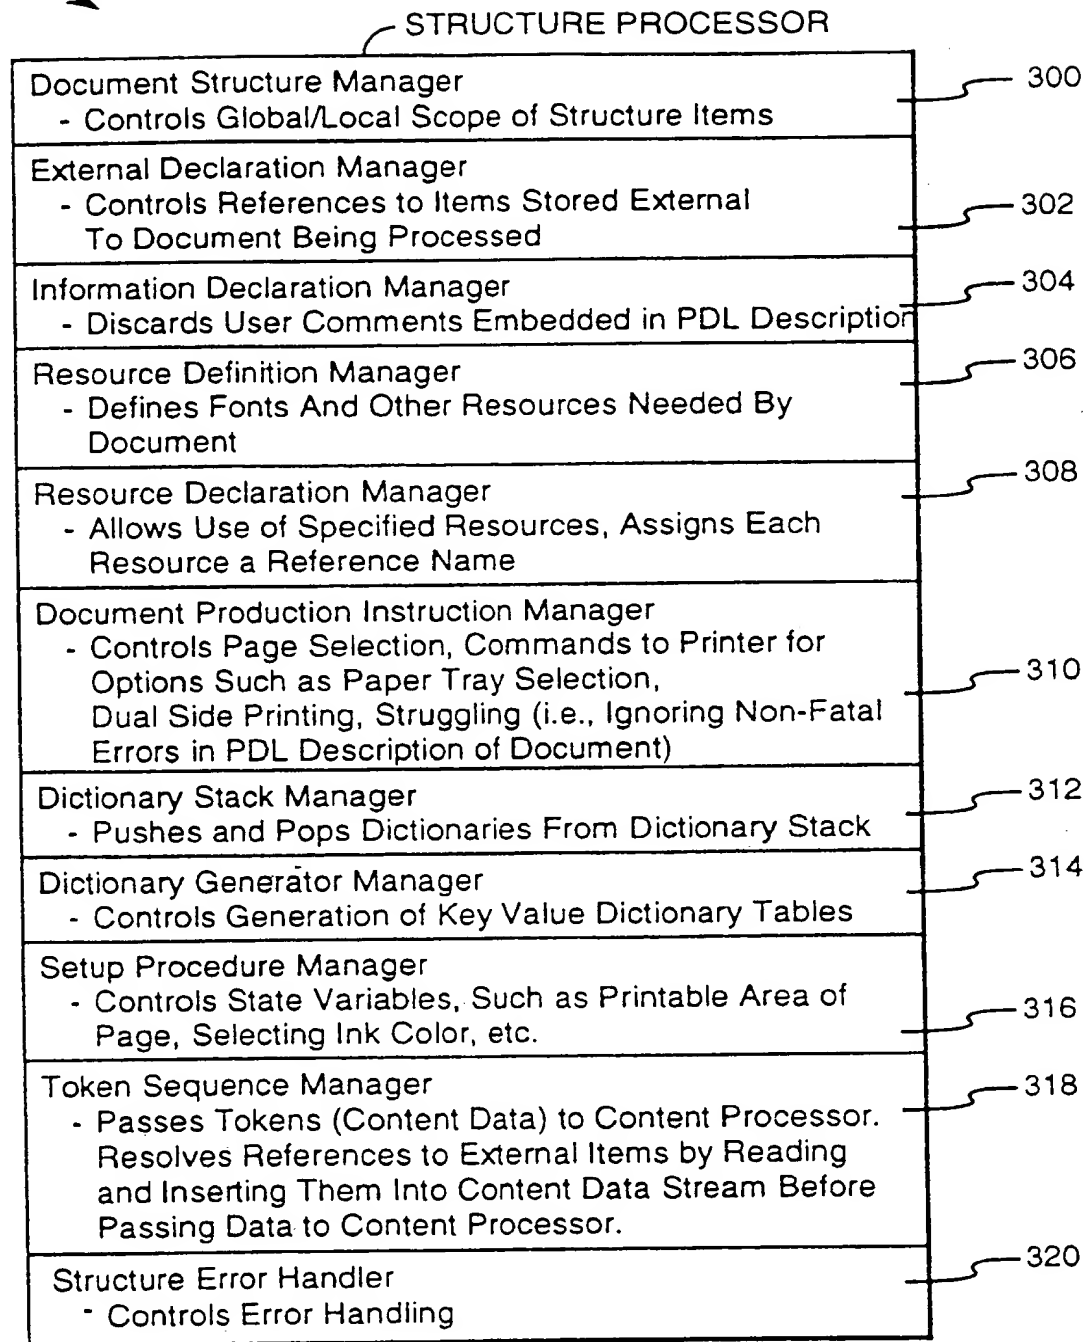 STRUCTURE PROCESSOR
Document Structure Manager
- Controls Global/Local Scope of Structure Items
300
External Declaration Manager
- Controls References to Items Stored External
To Document Being Processed
302
Information Declaration Manager
- Discards User Comments Embedded in PDL Description
304
Resource Definition Manager
- Defines Fonts And Other Resources Needed By
Document
306
Resource Declaration Manager
- Allows Use of Specified Resources, Assigns Each
Resource a Reference Name
308
Document Production Instruction Manager
- Controls Page Selection, Commands to Printer for
Options Such as Paper Tray Selection,
Dual Side Printing, Struggling (i.e., Ignoring Non-Fatal
Errors in PDL Description of Document)
310
Dictionary Stack Manager
- Pushes and Pops Dictionaries From Dictionary Stack
312
Dictionary Generator Manager
- Controls Generation of Key Value Dictionary Tables
314
Setup Procedure Manager
- Controls State Variables, Such as Printable Area of
Page, Selecting Ink Color, etc.
316
Token Sequence Manager
- Passes Tokens (Content Data) to Content Processor.
Resolves References to External Items by Reading
and Inserting Them Into Content Data Stream Before
Passing Data to Content Processor.
318
Structure Error Handler
- Controls Error Handling
320